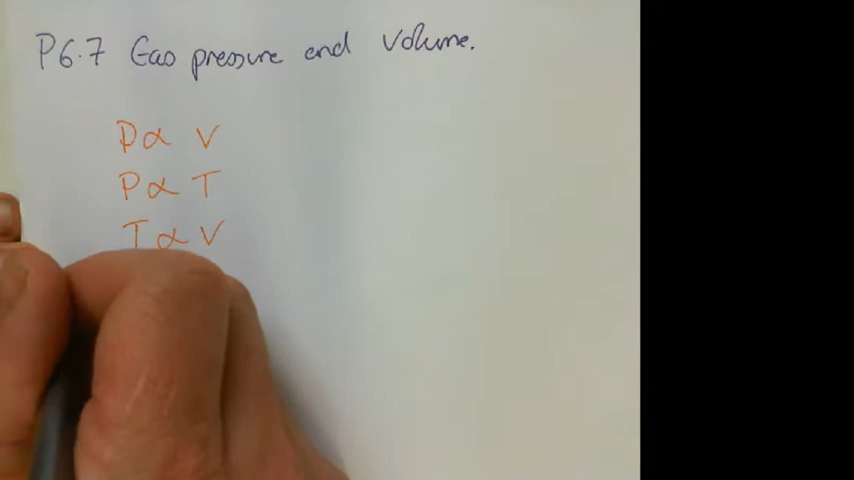 P6.7 Gas pressure and volume.
P ∝ V
P ∝ T
T ∝ V